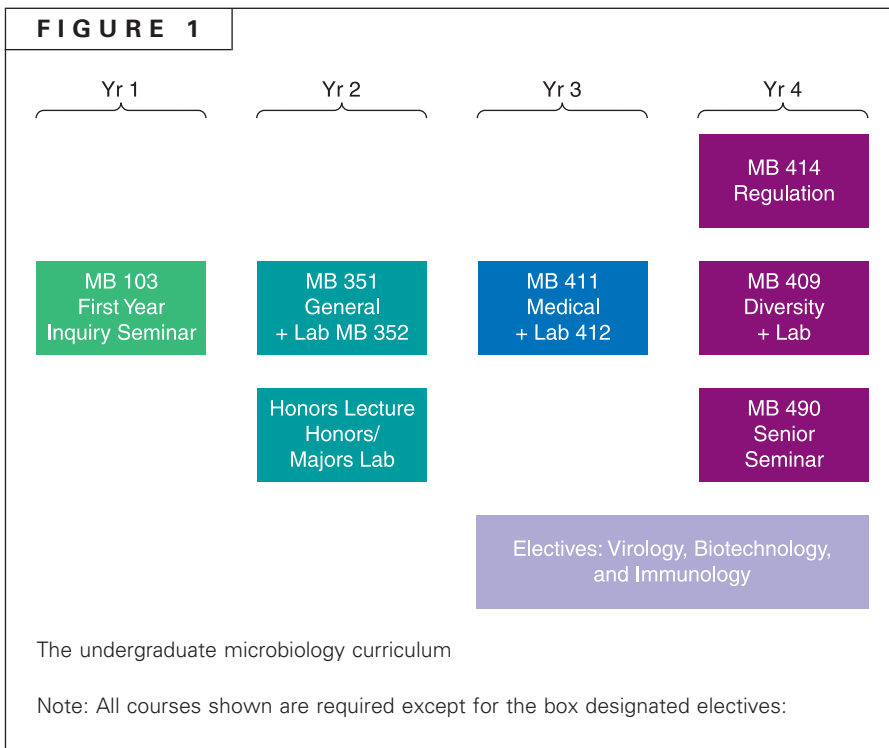 FIGURE 1
Yr 1
Yr 2
Yr 3
Yr 4
MB 414
Regulation
MB 103
First Year
Inquiry Seminar
MB 351
General
+ Lab MB 352
MB 411
Medical
+ Lab 412
MB 409
Diversity
+ Lab
Honors Lecture
Honors/
Majors Lab
MB 490
Senior
Seminar
Electives: Virology, Biotechnology,
and Immunology
The undergraduate microbiology curriculum
Note: All courses shown are required except for the box designated electives: